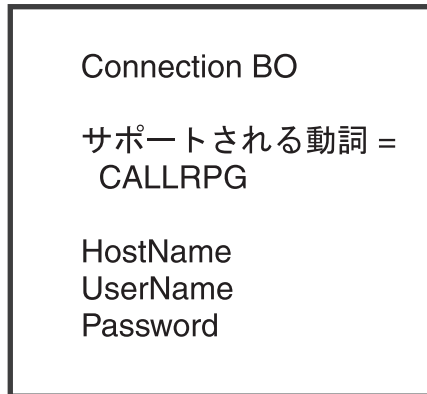 Connection BO
サポートされる動詞 =
CALLRPG
HostName
UserName
Password